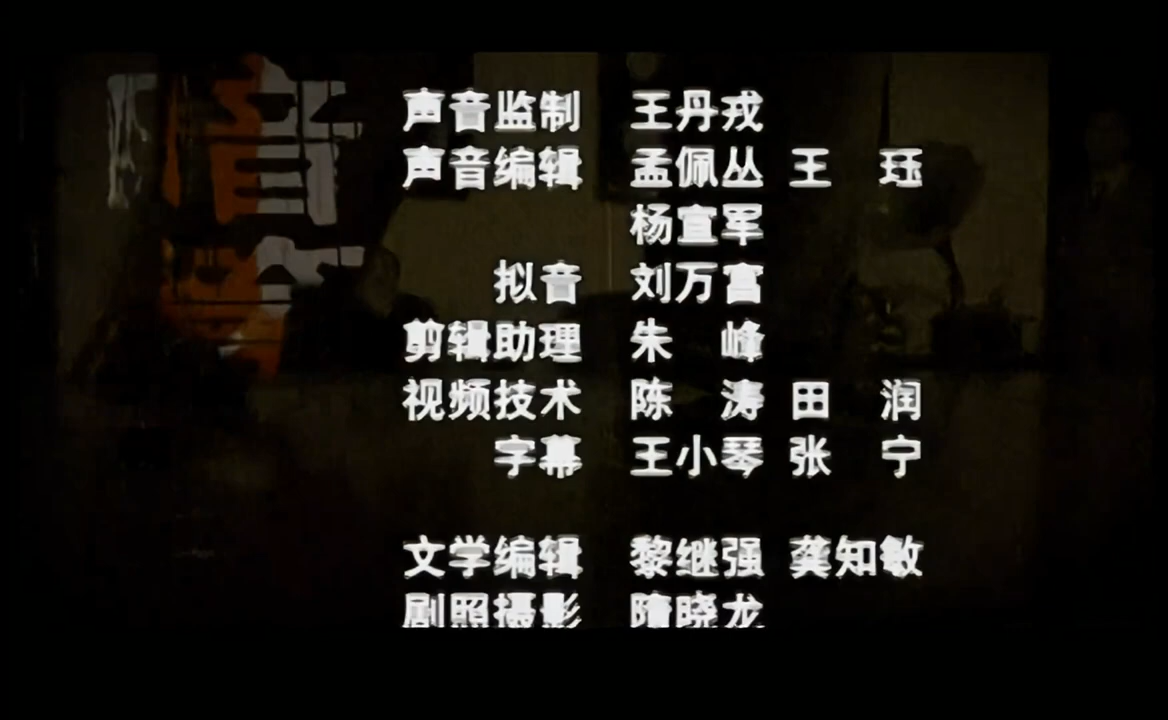 声音监制 王丹戎
声音编辑 孟佩丛 王 珏
杨宣军
拟音 刘万富
剪辑助理 朱 峰
视频技术 陈 涛 田 润
字幕 王小琴 张 宁
文学编辑 黎继强 龚知敏
剧照摄影 隋晓龙